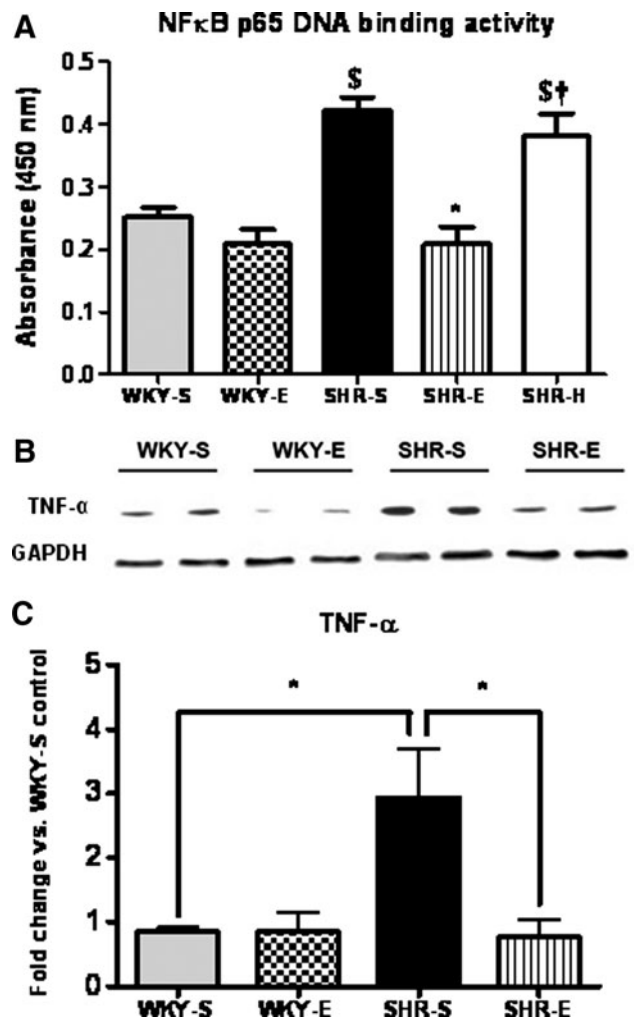 A
NFκB p65 DNA binding activity
Absorbance (450 nm)
0.5
0.4
0.3
0.2
0.1
0.0
$
*
$†
WKY-S WKY-E SHR-S SHR-E SHR-H
B
WKY-S WKY-E SHR-S SHR-E
TNF-α
GAPDH
C
TNF-α
Fold change vs. WKY-S control
5
4
3
2
1
0
* *
WKY-S WKY-E SHR-S SHR-E